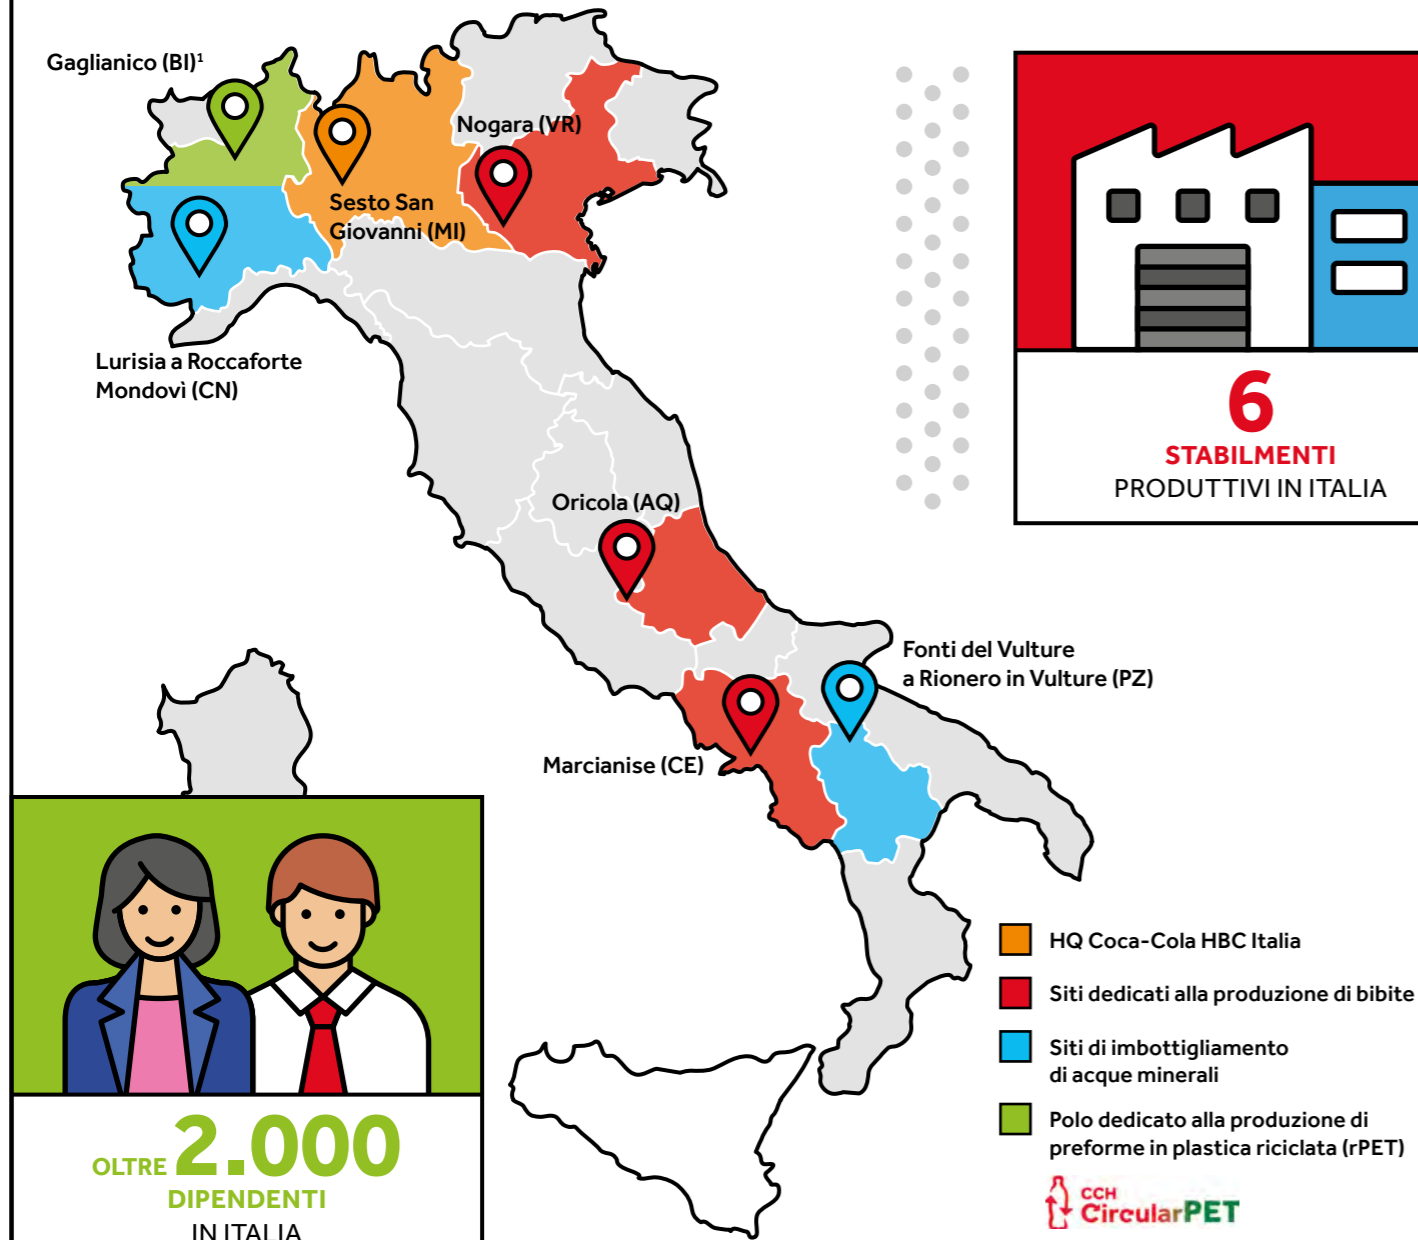 Gaglianico (BI)¹
Nogara (VR)
Sesto San
Giovanni (MI)
Lurisia a Roccaforte
Mondovì (CN)
6
STABILMENTI
PRODUTTIVI IN ITALIA
Oricola (AQ)
Fonti del Vulture
a Rionero in Vulture (PZ)
Marcianise (CE)
OLTRE 2.000
DIPENDENTI
IN ITALIA
HQ Coca-Cola HBC Italia
Siti dedicati alla produzione di bibite
Siti di imbottigliamento
di acque minerali
Polo dedicato alla produzione di
preforme in plastica riciclata (rPET)
CCH
CircularPET